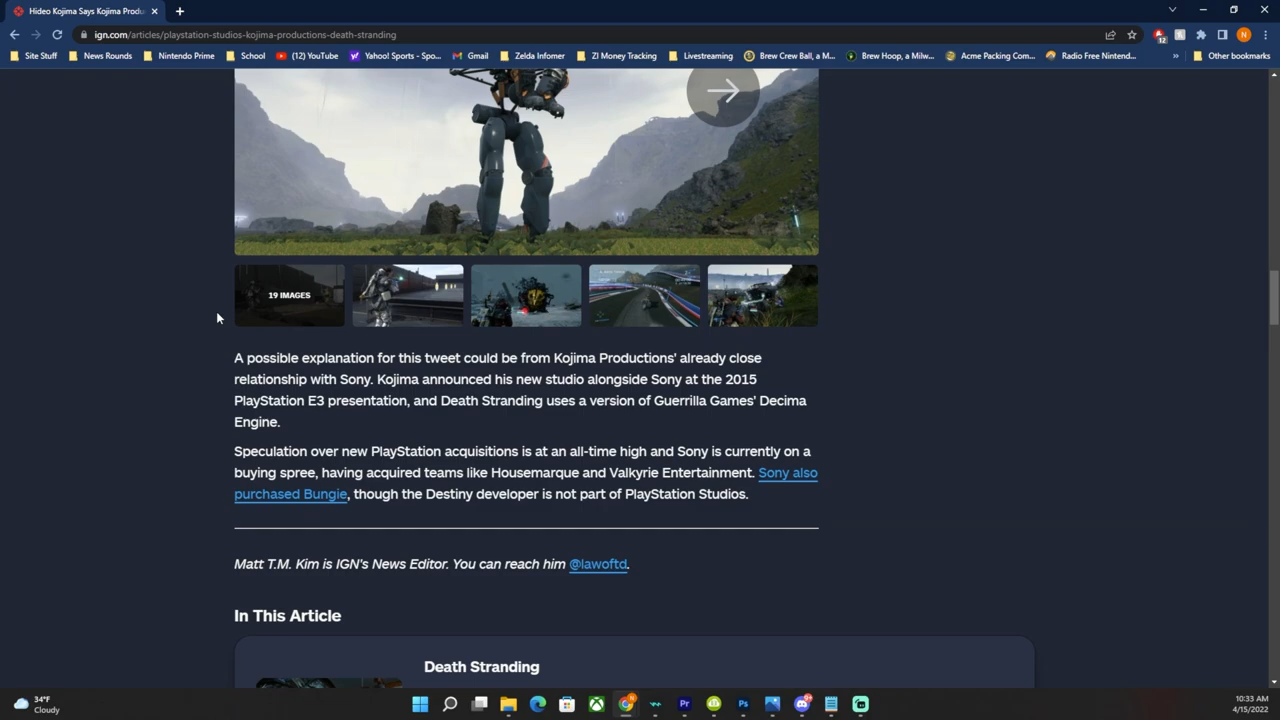 Hideo Kojima Says Kojima Produ
ign.com/articles/playstation-studios-kojima-productions-death-stranding
12
N
Site Stuff
News Rounds
Nintendo Prime
School
(12) YouTube
Yahoo! Sports - Spo...
Gmail
Zelda Infomer
ZI Money Tracking
Livestreaming
Brew Crew Ball, a M...
Brew Hoop, a Milw...
Acme Packing Com...
Radio Free Nintend...
»
Other bookmarks
19 IMAGES
A possible explanation for this tweet could be from Kojima Productions' already close
relationship with Sony. Kojima announced his new studio alongside Sony at the 2015
PlayStation E3 presentation, and Death Stranding uses a version of Guerrilla Games' Decima
Engine.
Speculation over new PlayStation acquisitions is at an all-time high and Sony is currently on a
buying spree, having acquired teams like Housemarque and Valkyrie Entertainment. Sony also
purchased Bungie, though the Destiny developer is not part of PlayStation Studios.
Matt T.M. Kim is IGN's News Editor. You can reach him @lawoftd.
In This Article
Death Stranding
34°F
Cloudy
Pr
Ps
10:33 AM
4/15/2022